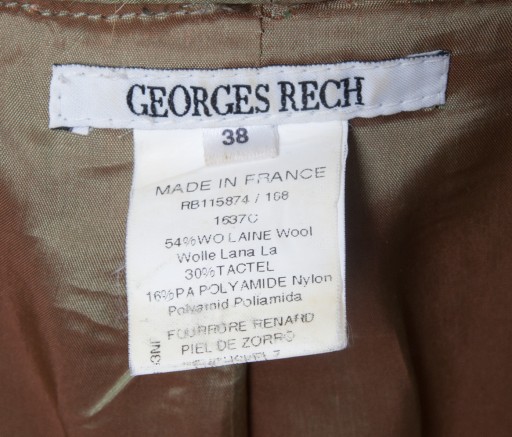 GEORGES RECH
38
MADE IN FRANCE
RB115874 / 168
1637C
54%WO LAINE Wool
Wolle Lana La
30%TACTEL
16%PA POLYAMIDE Nylon
Polyamid Poliamida
FOURRURE RENARD
PIEL DE ZORRO